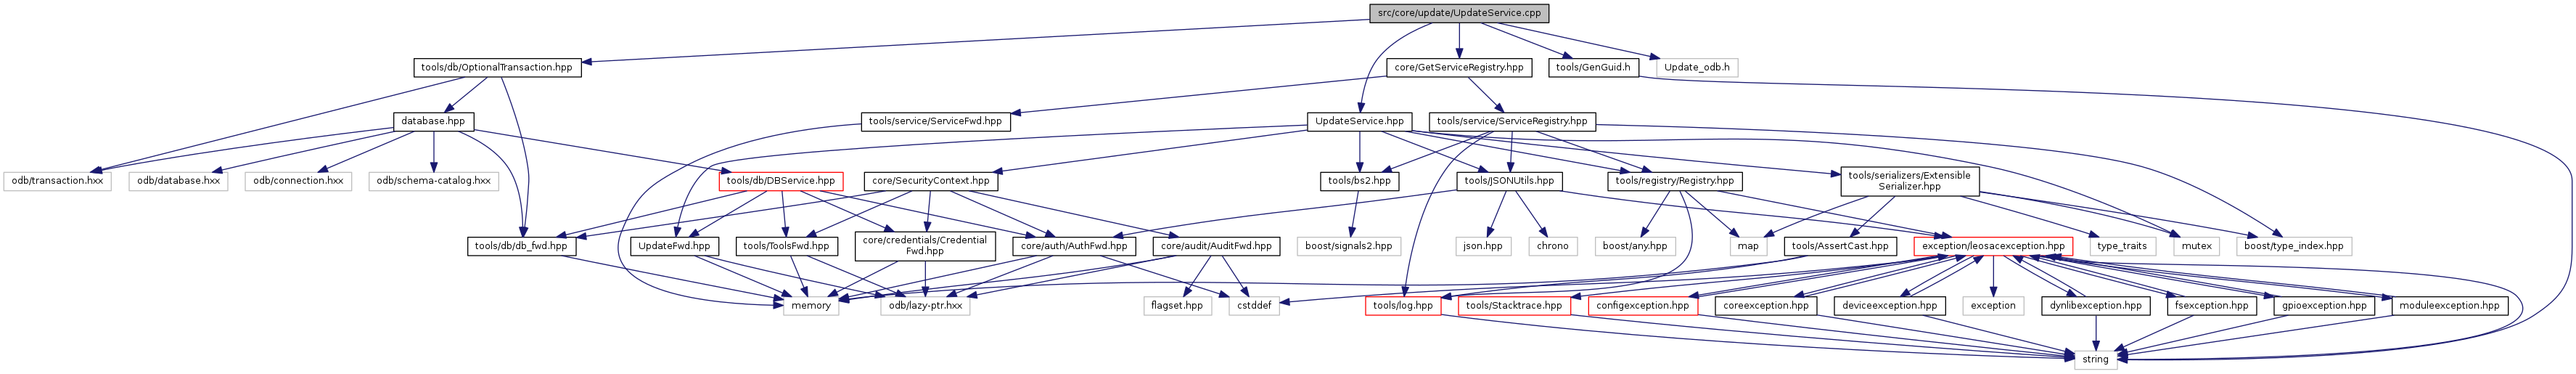 src/core/update/UpdateService.cpp
tools/db/OptionalTransaction.hpp
core/GetServiceRegistry.hpp
tools/GenGuid.h
Update_odb.h
database.hpp
tools/service/ServiceFwd.hpp
UpdateService.hpp
tools/service/ServiceRegistry.hpp
odb/transaction.hxx
odb/database.hxx
odb/connection.hxx
odb/schema-catalog.hxx
tools/db/DBService.hpp
core/SecurityContext.hpp
tools/bs2.hpp
tools/JSONUtils.hpp
tools/registry/Registry.hpp
tools/serializers/Extensible
Serializer.hpp
tools/db/db_fwd.hpp
UpdateFwd.hpp
tools/ToolsFwd.hpp
core/credentials/Credential
Fwd.hpp
core/auth/AuthFwd.hpp
core/audit/AuditFwd.hpp
boost/signals2.hpp
json.hpp
chrono
boost/any.hpp
map
tools/AssertCast.hpp
exception/leosacexception.hpp
type_traits
mutex
boost/type_index.hpp
memory
odb/lazy-ptr.hxx
flagset.hpp
cstddef
tools/log.hpp
tools/Stacktrace.hpp
configexception.hpp
coreexception.hpp
deviceexception.hpp
exception
dynlibexception.hpp
fsexception.hpp
gpioexception.hpp
moduleexception.hpp
string